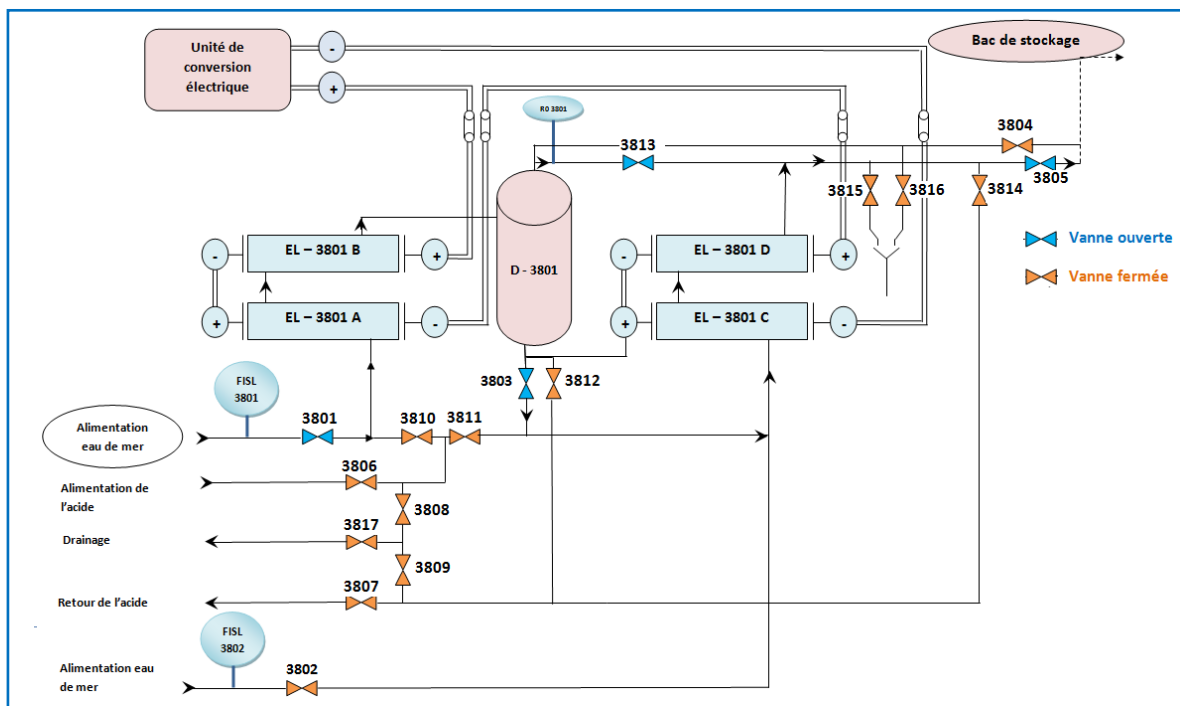 Unité de
conversion
électrique
-
+
Bac de stockage
R0 3801
3813
3804
3805
3815
3816
3814
Vanne ouverte
Vanne fermée
-
EL – 3801 B
+
D - 3801
-
EL – 3801 D
+
+
EL – 3801 A
-
+
EL – 3801 C
-
3803
3812
FISL
3801
Alimentation
eau de mer
3801
3810
3811
Alimentation de
l'acide
3806
3808
Drainage
3817
3809
Retour de l'acide
3807
FISL
3802
Alimentation eau
de mer
3802